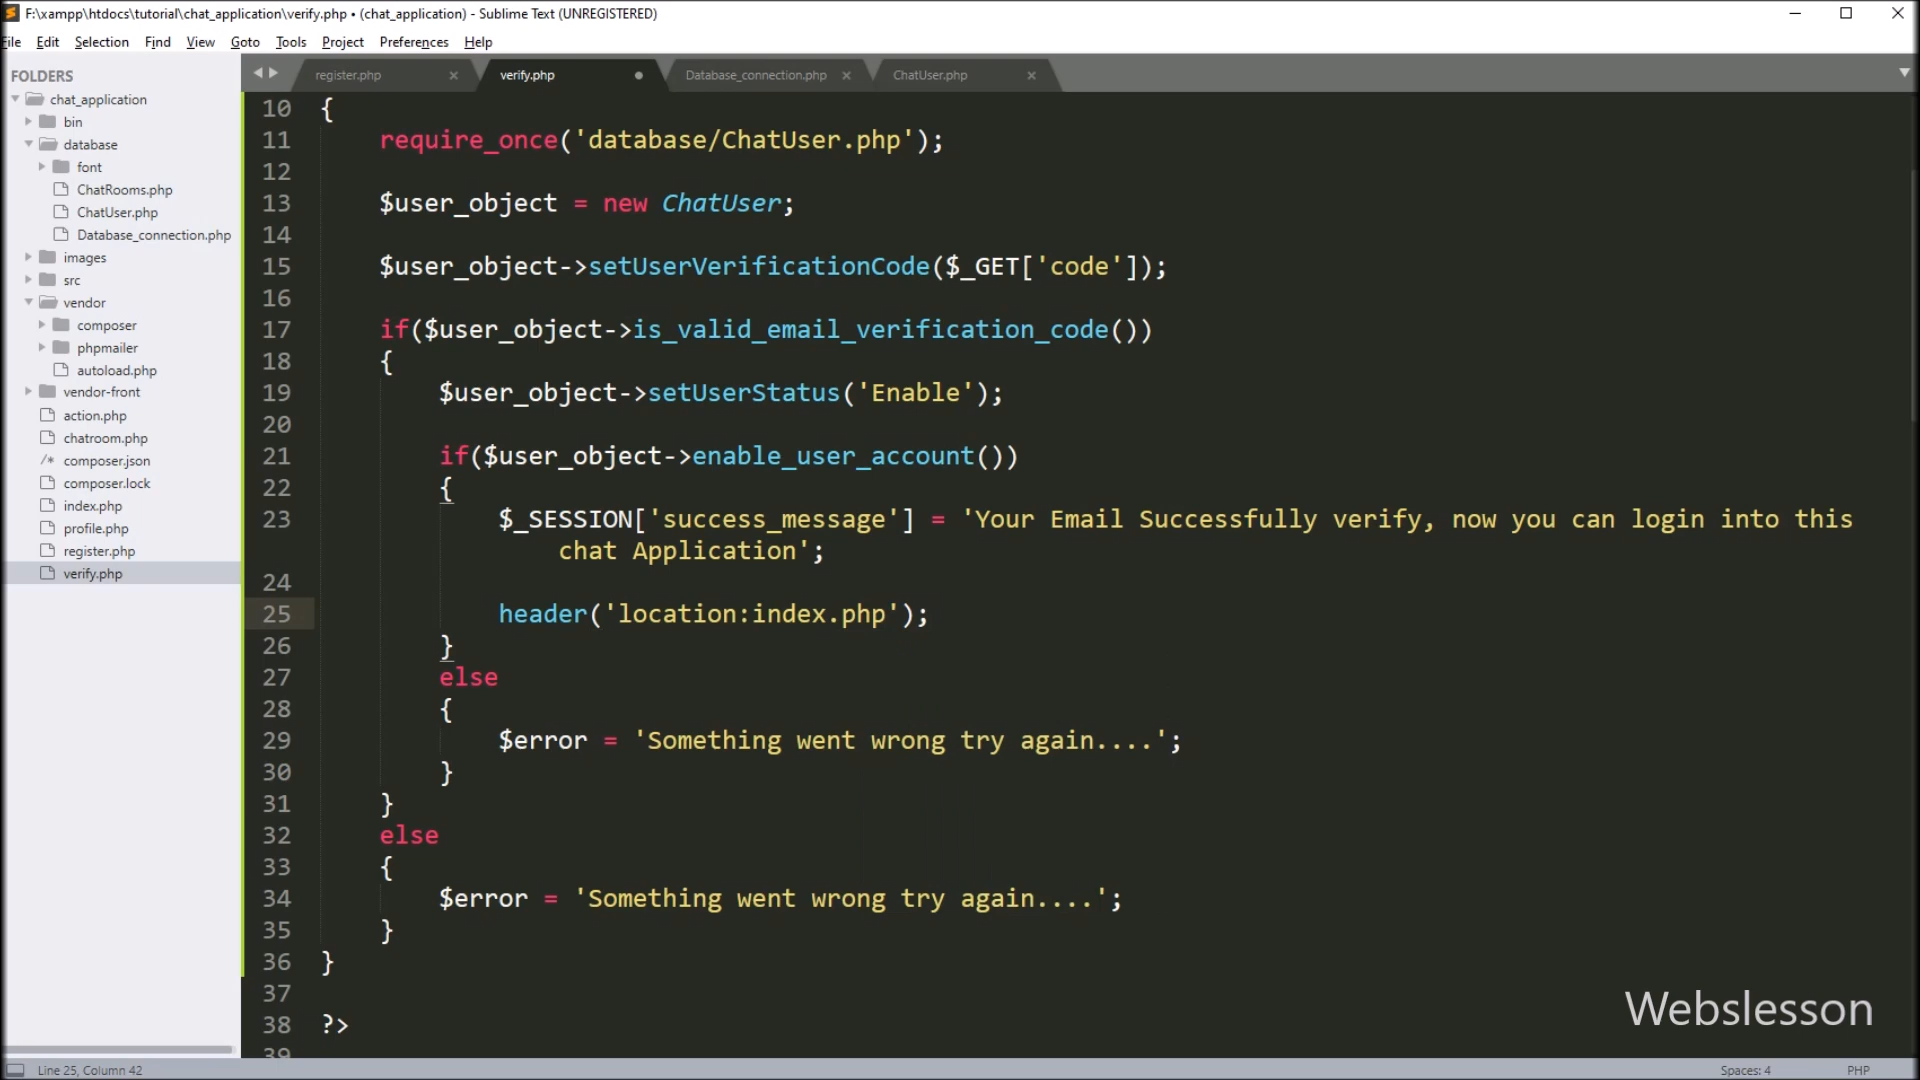 F:\xampp\htdocs\tutorial\chat_application\verify.php • (chat_application) - Sublime Text (UNREGISTERED)
File Edit Selection Find View Goto Tools Project Preferences Help
FOLDERS
chat_application
bin
database
font
ChatRooms.php
ChatUser.php
Database_connection.php
images
src
vendor
composer
phpmailer
autoload.php
vendor-front
action.php
chatroom.php
/* composer.json
composer.lock
index.php
profile.php
register.php
verify.php
register.php × verify.php Database_connection.php × ChatUser.php ×
10 {
11 require_once('database/ChatUser.php');
12
13 $user_object = new ChatUser;
14
15 $user_object->setUserVerificationCode($_GET['code']);
16
17 if($user_object->is_valid_email_verification_code())
18 {
19 $user_object->setUserStatus('Enable');
20
21 if($user_object->enable_user_account())
22 {
23 $_SESSION['success_message'] = 'Your Email Successfully verify, now you can login into this
chat Application';
24
25 header('location:index.php');
26 }
27 else
28 {
29 $error = 'Something went wrong try again....';
30 }
31 }
32 else
33 {
34 $error = 'Something went wrong try again....';
35 }
36 }
37
38 ?>
39
Webslesson
Line 25, Column 42 Spaces: 4 PHP